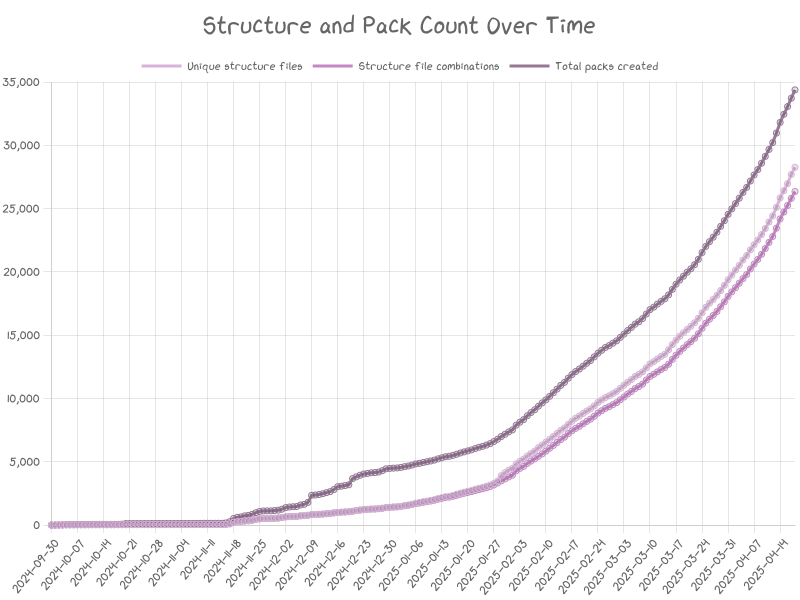 Structure and Pack Count Over Time
Unique structure files Structure file combinations Total packs created
35,000
30,000
25,000
20,000
15,000
10,000
5,000
0
2024-09-30 2024-10-07 2024-10-14 2024-10-21 2024-10-28 2024-11-04 2024-11-11 2024-11-18 2024-11-25 2024-12-02 2024-12-09 2024-12-16 2024-12-23 2024-12-30 2025-01-06 2025-01-13 2025-01-20 2025-01-27 2025-02-03 2025-02-10 2025-02-17 2025-02-24 2025-03-03 2025-03-10 2025-03-17 2025-03-24 2025-03-31 2025-04-07 2025-04-14